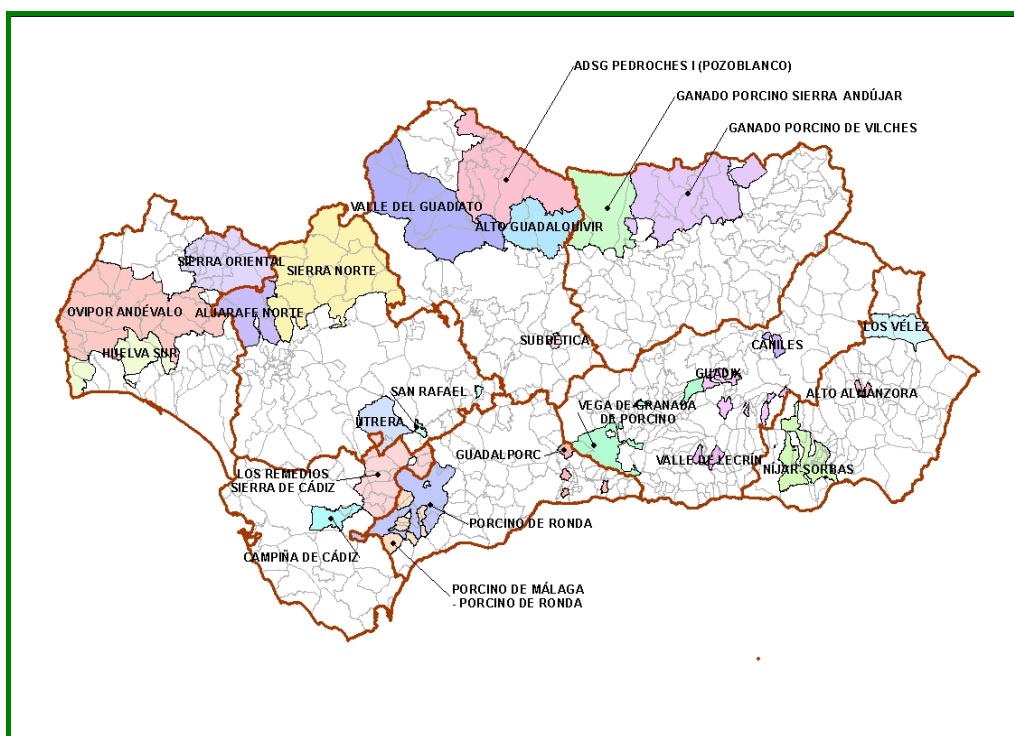 ADSG PEDROCHES I (POZOBLANCO)
GANADO PORCINO SIERRA ANDÚJAR
GANADO PORCINO DE VILCHES
VALLE DEL GUADIATO
ALTO GUADALQUIVIR
SIERRA ORIENTAL
SIERRA NORTE
OVIPOR ANDÉVALO
ALJARAFE NORTE
LOS VÉLEZ
HUELVA SUR
SUBBÉTICA
CANILES
GUADIX
SAN RAFAEL
ALTO ALMANZORA
VEGA DE GRANADA
DE PORCINO
UTRERA
GUADALPORC
VALLE DE LECRÍN
NÍJAR-SORBAS
LOS REMEDIOS
SIERRA DE CÁDIZ
PORCINO DE RONDA
CAMPIÑA DE CÁDIZ
PORCINO DE MÁLAGA
- PORCINO DE RONDA